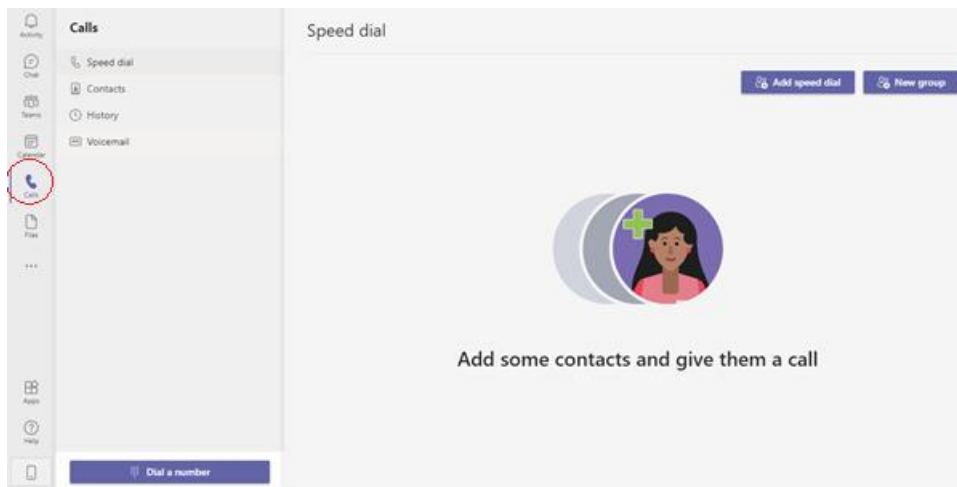 Activity
Chat
Teams
Calendar
Calls
Files
...
Apps
Help
Calls
Speed dial
Contacts
History
Voicemail
Dial a number
Speed dial
Add speed dial
New group
Add some contacts and give them a call